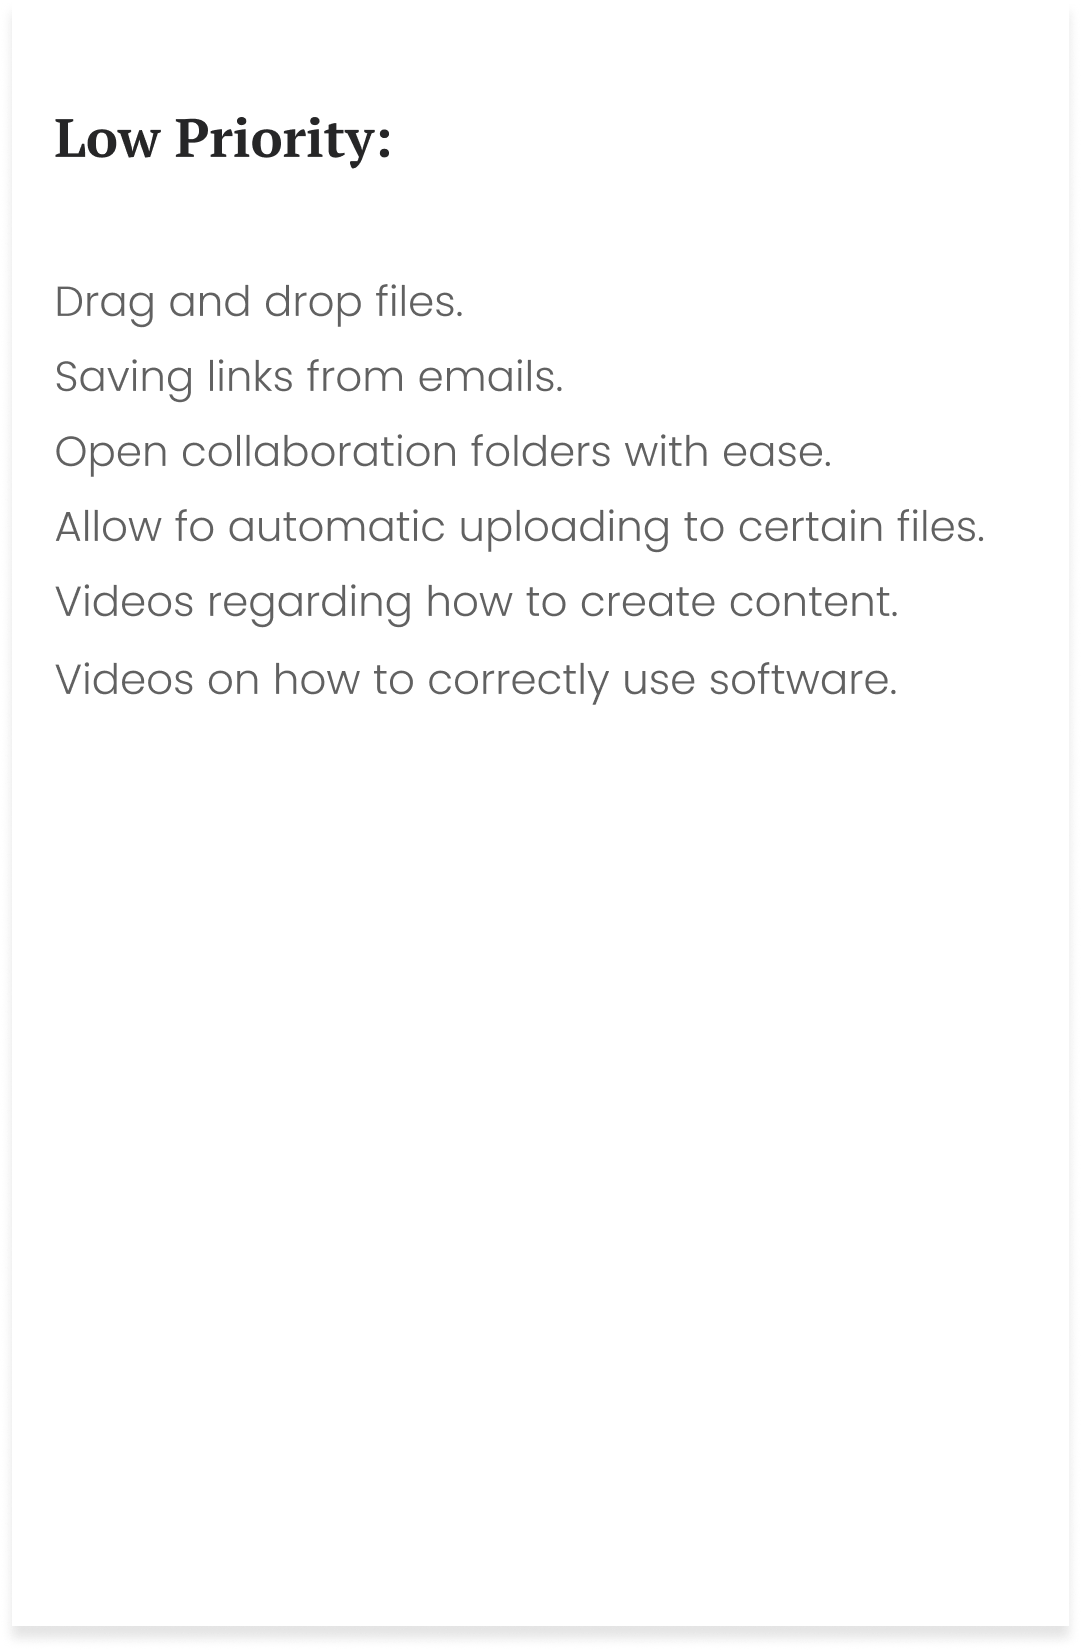 Low Priority:
Drag and drop files.
Saving links from emails.
Open collaboration folders with ease.
Allow fo automatic uploading to certain files.
Videos regarding how to create content.
Videos on how to correctly use software.